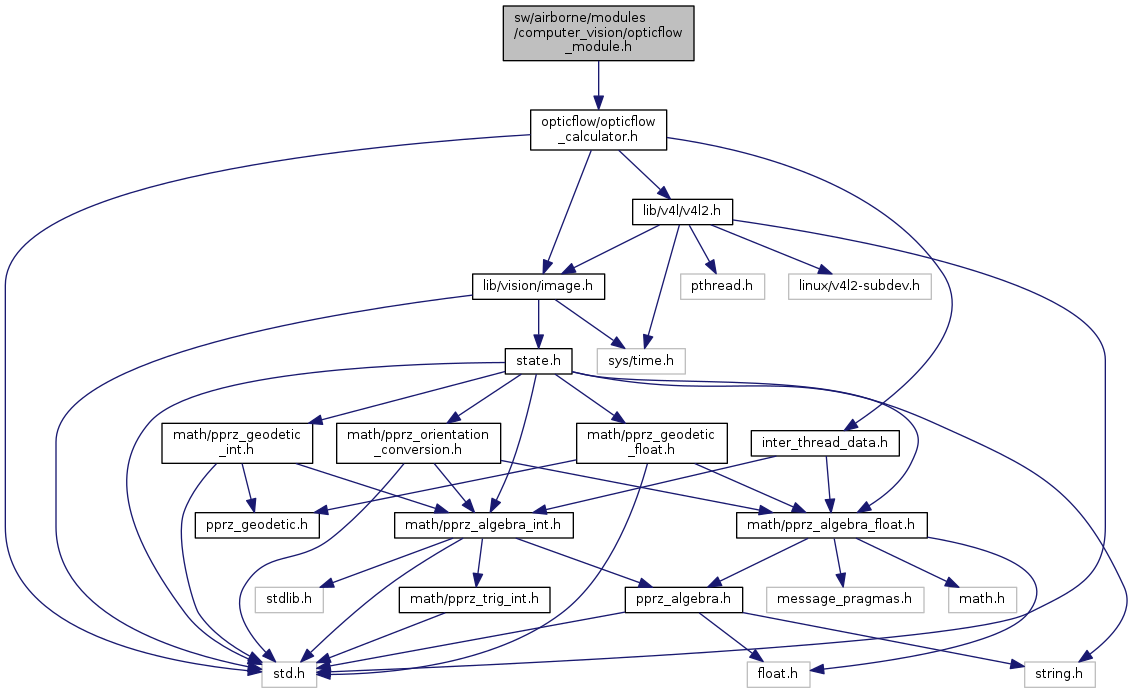 sw/airborne/modules
/computer_vision/opticflow
_module.h
opticflow/opticflow
_calculator.h
lib/v4l/v4l2.h
lib/vision/image.h
pthread.h
linux/v4l2-subdev.h
state.h
sys/time.h
math/pprz_geodetic
_int.h
math/pprz_orientation
_conversion.h
math/pprz_geodetic
_float.h
inter_thread_data.h
pprz_geodetic.h
math/pprz_algebra_int.h
math/pprz_algebra_float.h
stdlib.h
math/pprz_trig_int.h
pprz_algebra.h
message_pragmas.h
math.h
std.h
float.h
string.h